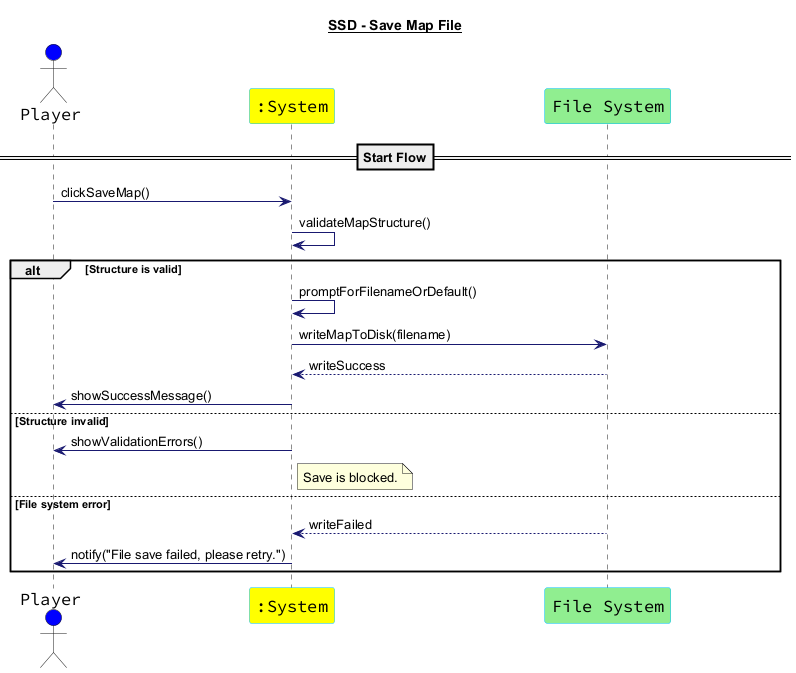 SSD - Save Map File
Player
:System
File System
Start Flow
clickSaveMap()
validateMapStructure()
alt
[Structure is valid]
promptForFilenameOrDefault()
writeMapToDisk(filename)
writeSuccess
showSuccessMessage()
[Structure invalid]
showValidationErrors()
Save is blocked.
[File system error]
writeFailed
notify("File save failed, please retry.")
Player
:System
File System